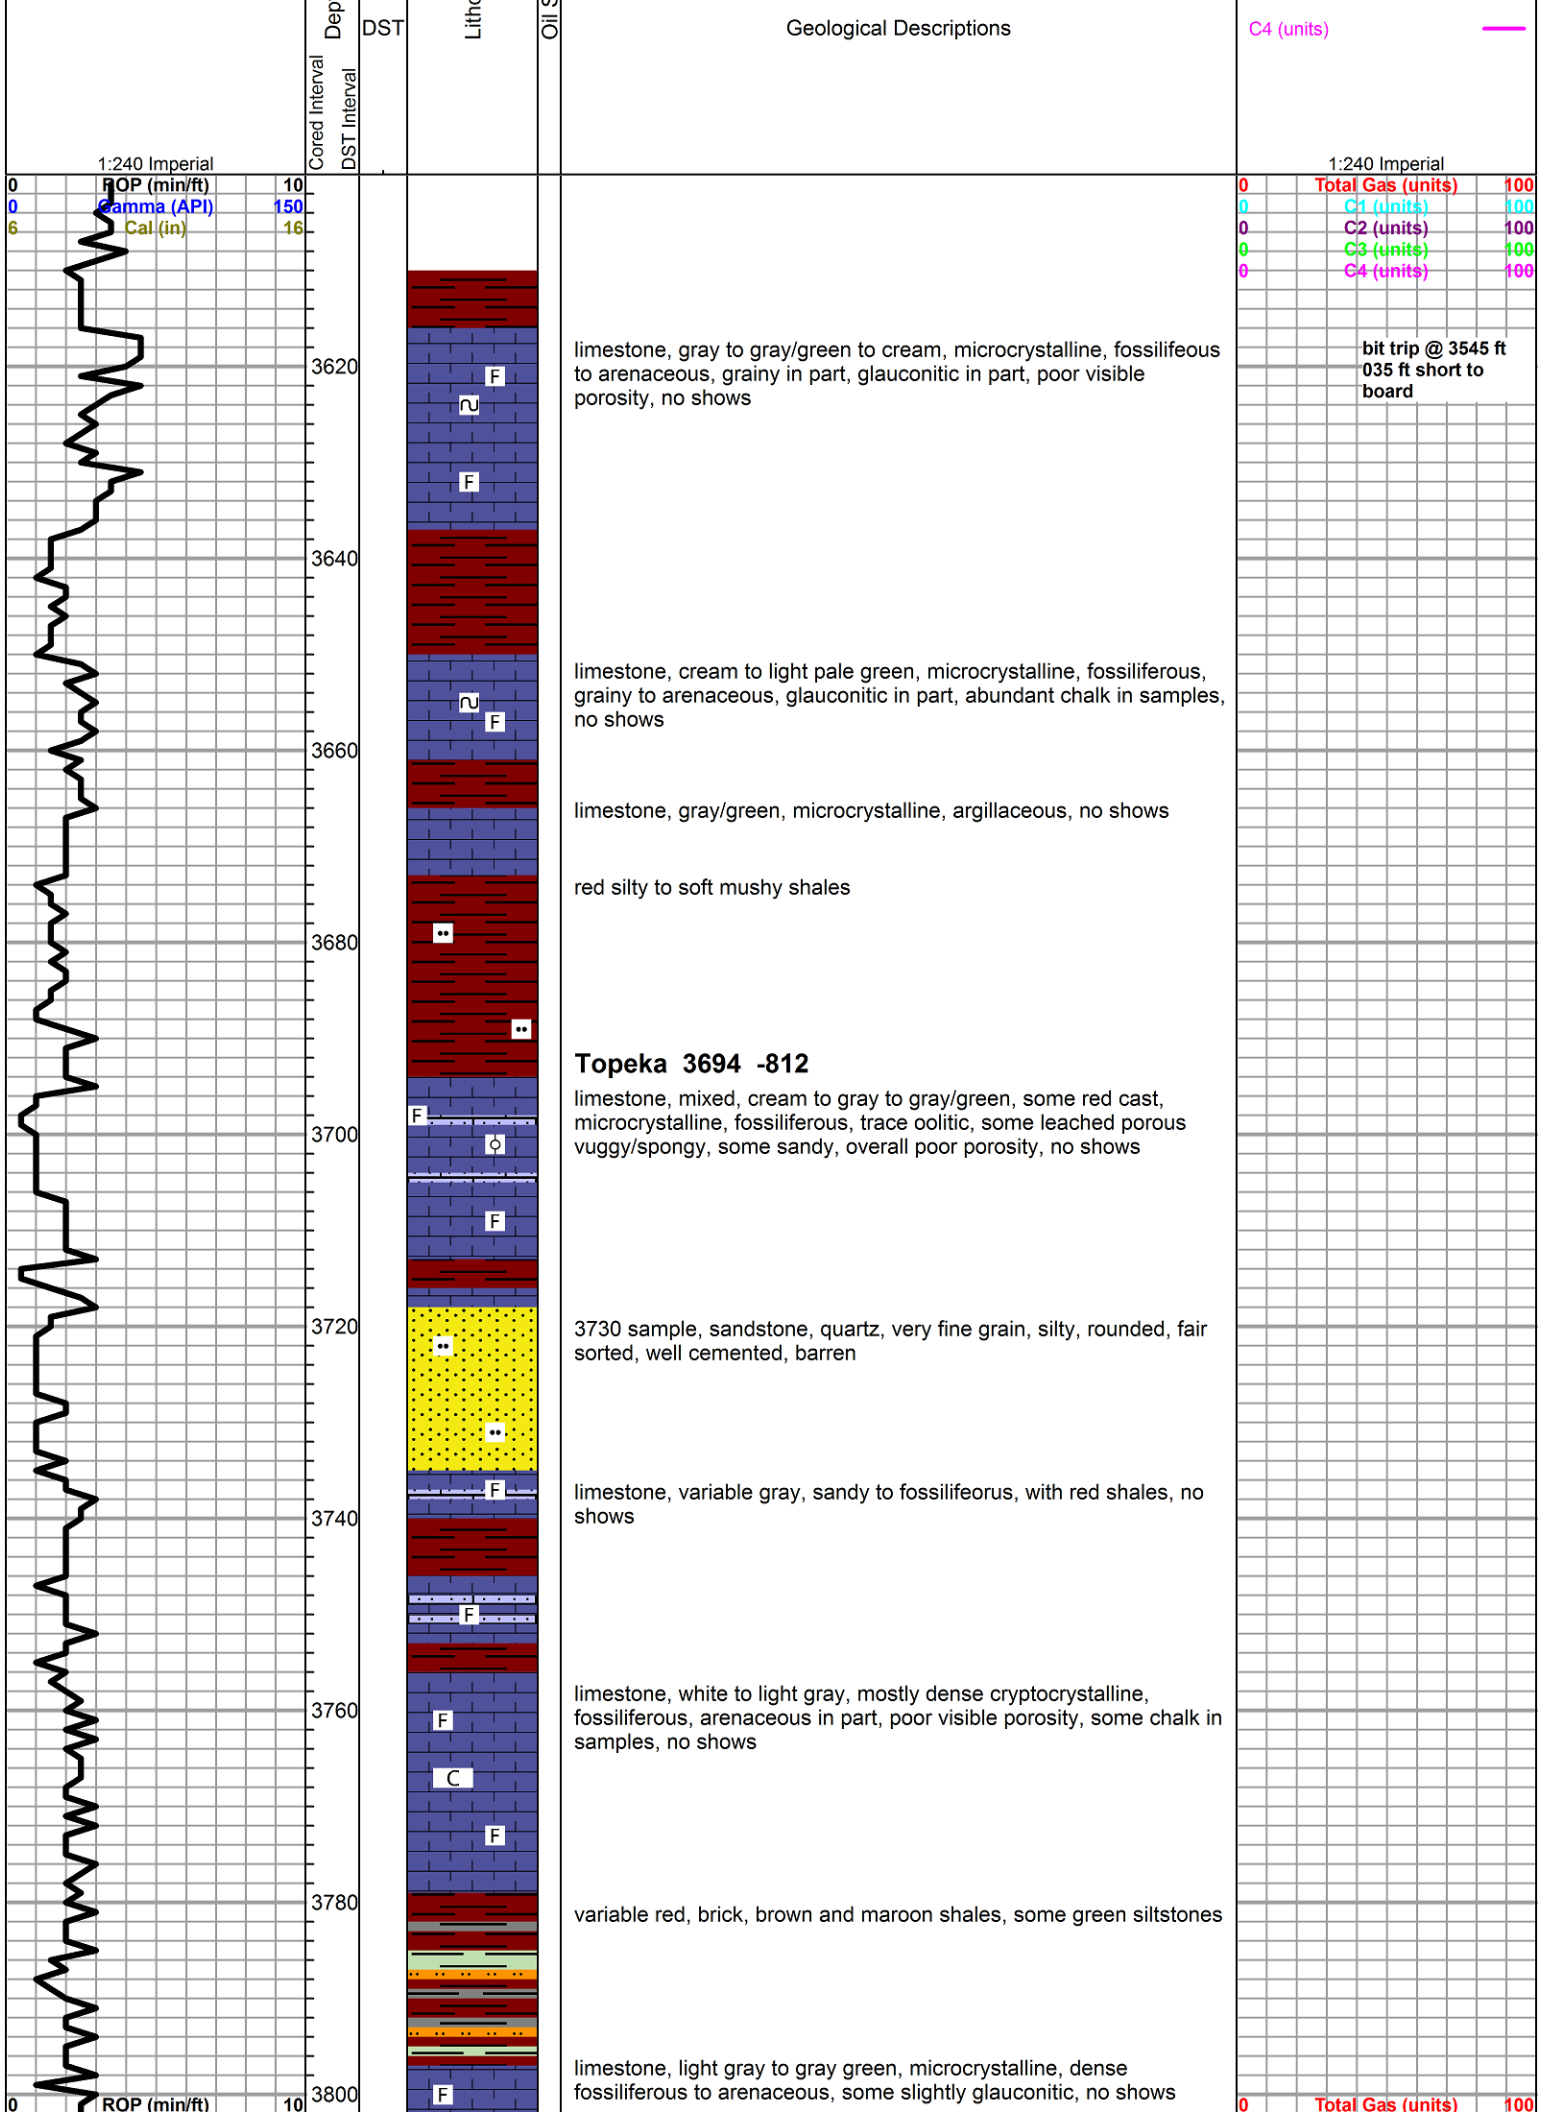 Cored Interval
Dep
DST Interval
DST
Litho
Oil S
Geological Descriptions
C4 (units)
1:240 Imperial
1:240 Imperial
0 ROP (min/ft) 10
0 Gamma (API) 150
6 Cal (in) 16
0 Total Gas (units) 100
0 C1 (units) 100
0 C2 (units) 100
0 C3 (units) 100
0 C4 (units) 100
bit trip @ 3545 ft
035 ft short to
board
limestone, gray to gray/green to cream, microcrystalline, fossilifeous
to arenaceous, grainy in part, glauconitic in part, poor visible
porosity, no shows
3620
F
F
3640
limestone, cream to light pale green, microcrystalline, fossiliferous,
grainy to arenaceous, glauconitic in part, abundant chalk in samples,
no shows
F
3660
limestone, gray/green, microcrystalline, argillaceous, no shows
red silty to soft mushy shales
3680
Topeka 3694 -812
limestone, mixed, cream to gray to gray/green, some red cast,
microcrystalline, fossiliferous, trace oolitic, some leached porous
vuggy/spongy, some sandy, overall poor porosity, no shows
F
3700
F
3720
3730 sample, sandstone, quartz, very fine grain, silty, rounded, fair
sorted, well cemented, barren
limestone, variable gray, sandy to fossilifeorus, with red shales, no
shows
F
3740
F
limestone, white to light gray, mostly dense cryptocrystalline,
fossiliferous, arenaceous in part, poor visible porosity, some chalk in
samples, no shows
3760
F
C
F
3780
variable red, brick, brown and maroon shales, some green siltstones
limestone, light gray to gray green, microcrystalline, dense
fossiliferous to arenaceous, some slightly glauconitic, no shows
3800
F
0 ROP (min/ft) 10
0 Total Gas (units) 100